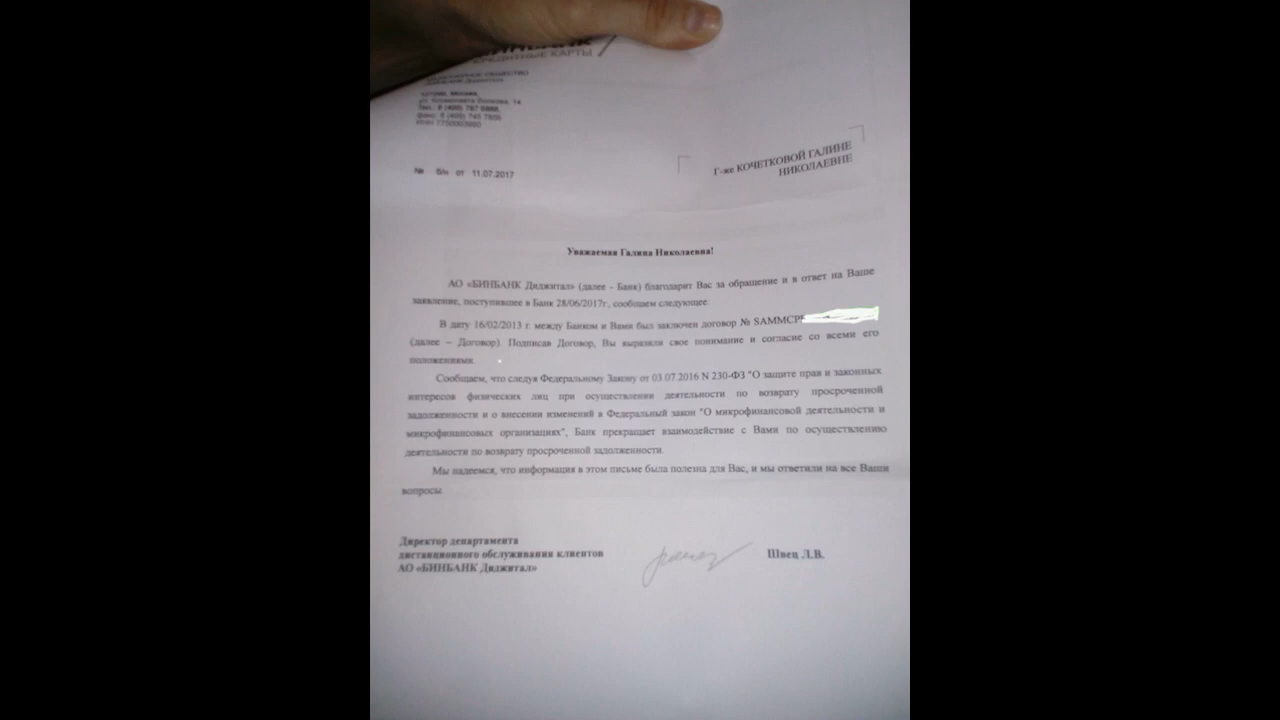 КРЕДИТНЫЕ КАРТЫ
ОБЩЕСТВО
Москва,
14
№ б/н от 11.07.2017
Г-же КОЧЕТКОВОЙ ГАЛИНЕ
НИКОЛАЕВНЕ
Уважаемая Галина Николаевна!
АО «БИНБАНК Диджитал» (далее - Банк) благодарит Вас за обращение и в ответ на Ваше
заявление, поступившее в Банк 28/06/2017г., сообщаем следующее:
В дату 16/02/2013 г. между Банком и Вами был заключен договор № SAMMCP
(далее – Договор). Подписав Договор, Вы выразили свое понимание и согласие со всеми его
положениями.
Сообщаем, что следуя Федеральному Закону от 03.07.2016 N 230-ФЗ "О защите прав и законных
интересов физических лиц при осуществлении деятельности по возврату просроченной
задолженности и о внесении изменений в Федеральный закон "О микрофинансовой деятельности и
микрофинансовых организациях", Банк прекращает взаимодействие с Вами по осуществлению
деятельности по возврату просроченной задолженности.
Мы надеемся, что информация в этом письме была полезна для Вас, и мы ответили на все Ваши
вопросы.
Директор департамента
дистанционного обслуживания клиентов
АО «БИНБАНК Диджитал»
Швец Л.В.